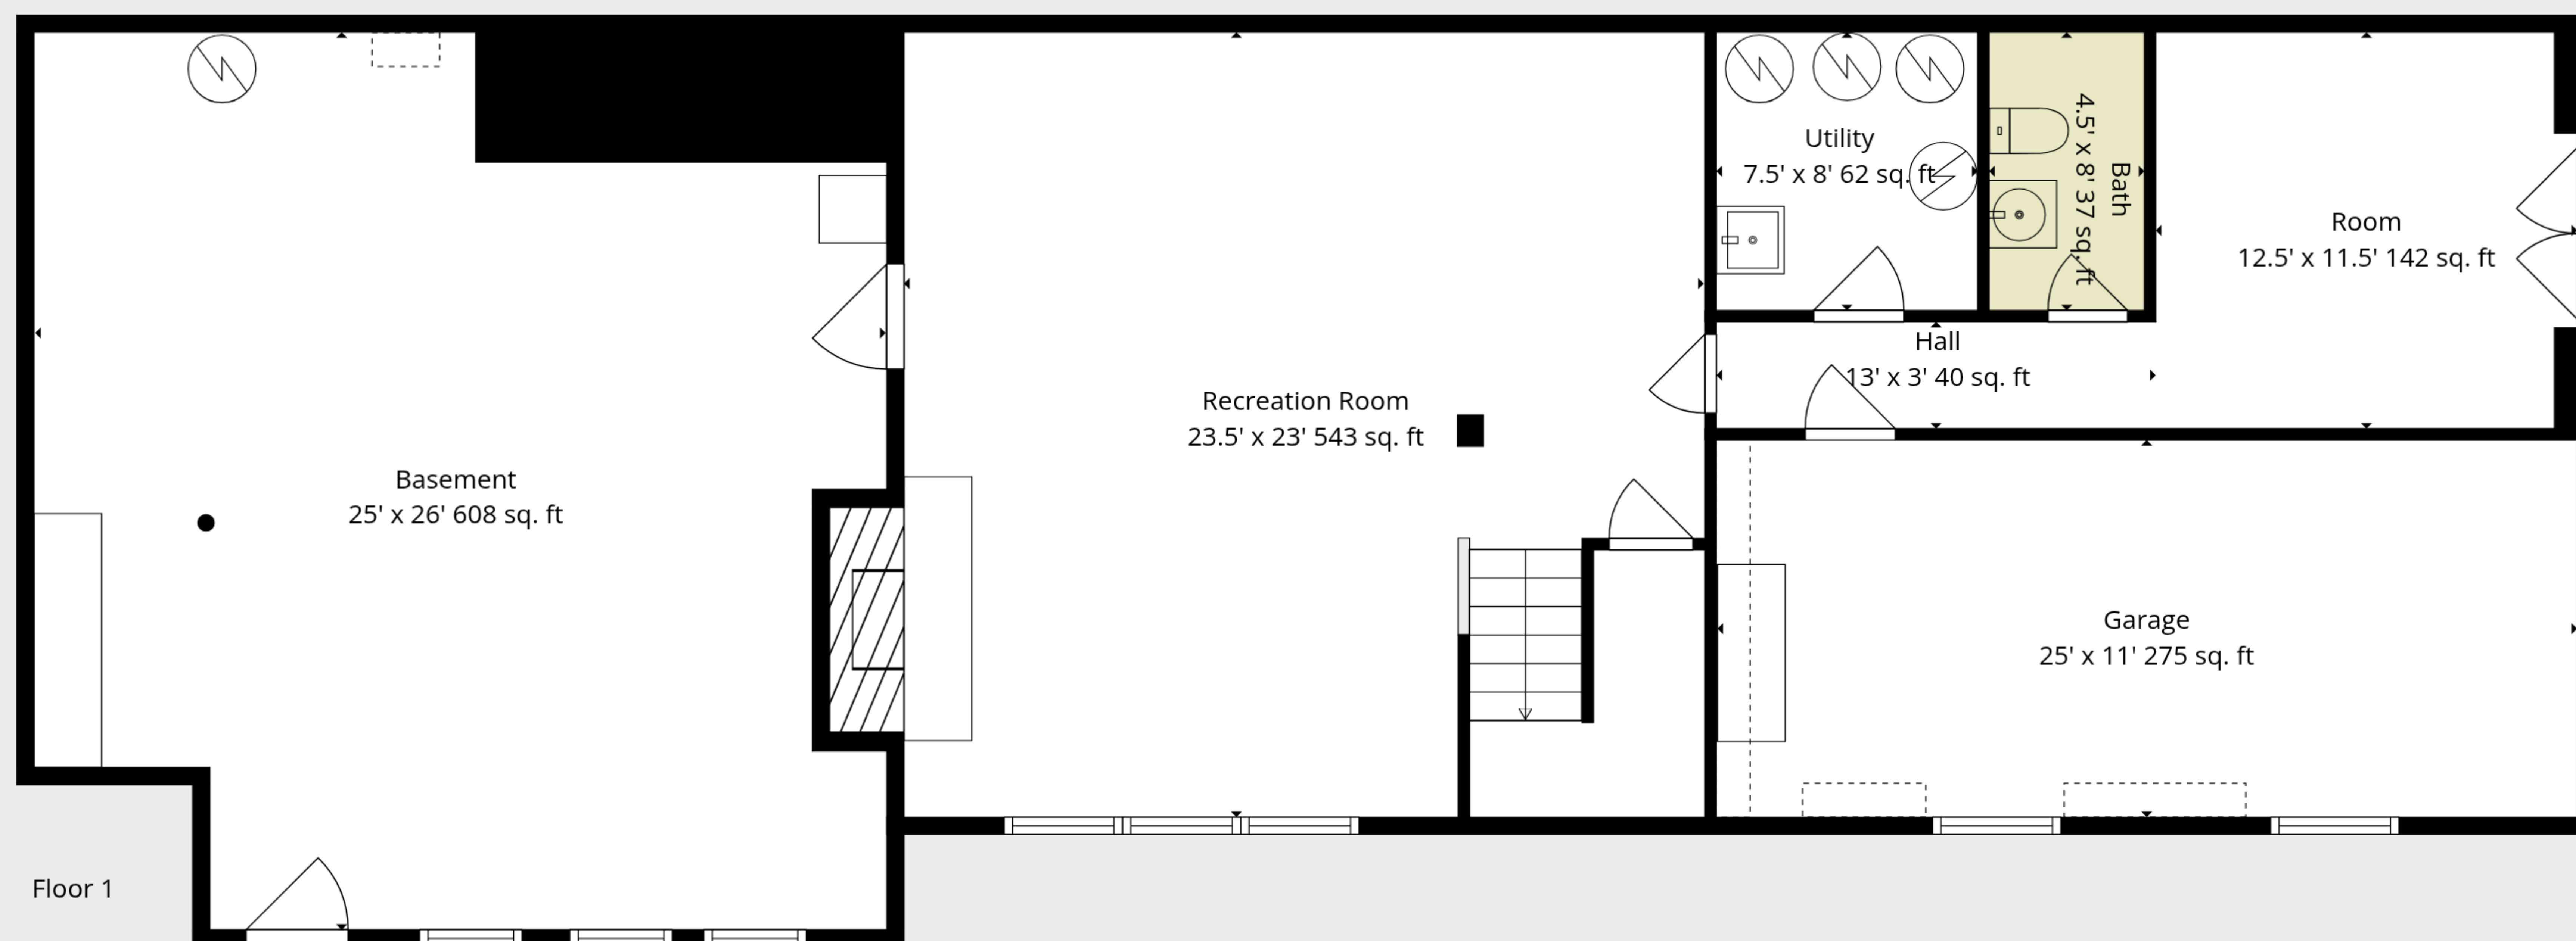 Utility
7.5' x 8' 62 sq. ft
Bath
4.5' x 8' 37 sq. ft
Room
12.5' x 11.5' 142 sq. ft
Hall
13' x 3' 40 sq. ft
Recreation Room
23.5' x 23' 543 sq. ft
Basement
25' x 26' 608 sq. ft
Garage
25' x 11' 275 sq. ft
Floor 1